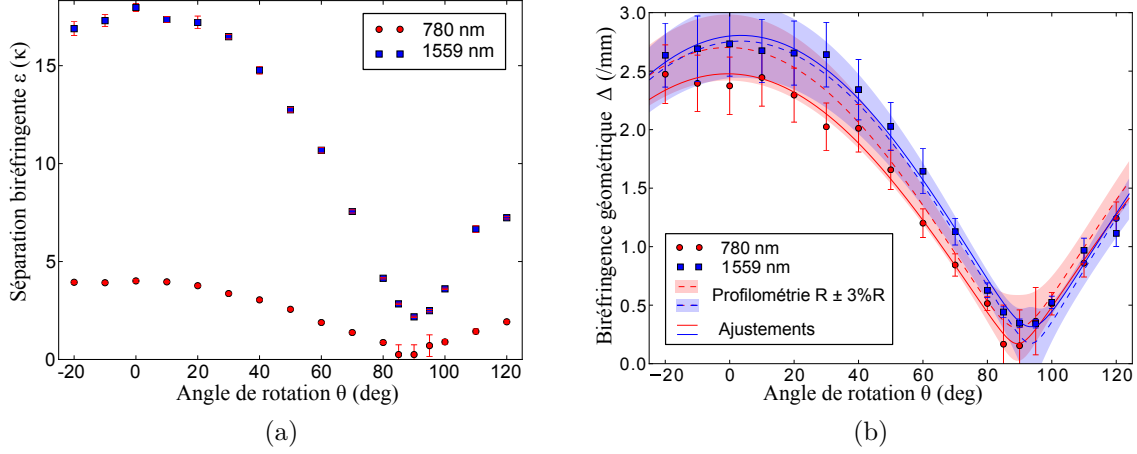 Séparation biréfringente ε (κ)
15
10
5
0
-20 0 20 40 60 80 100 120
Angle de rotation θ (deg)
780 nm
1559 nm
(a)
Biréfringence géométrique Δ (/mm)
3.0
2.5
2.0
1.5
1.0
0.5
0.0
−20 0 20 40 60 80 100 120
Angle de rotation θ (deg)
780 nm
1559 nm
Profilométrie R ± 3%R
Ajustements
(b)